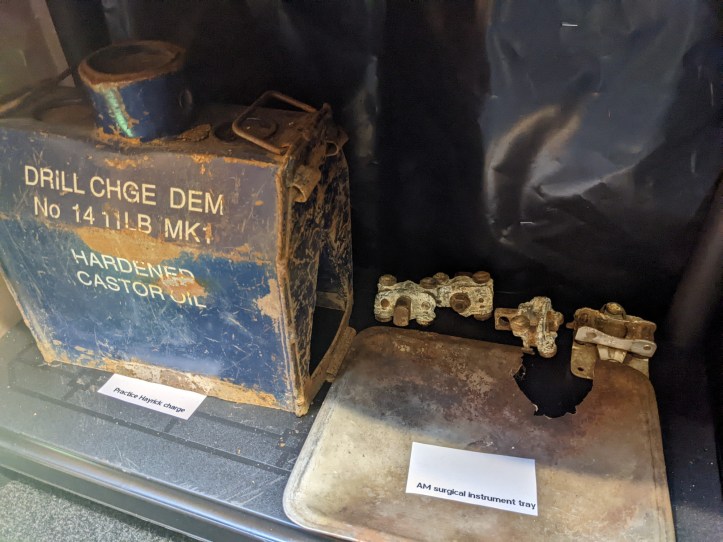 DRILL CHGE DEM
No 14 11LB MK1
HARDENED
CASTOR OIL
Practice Hayrick charge
AM surgical instrument tray